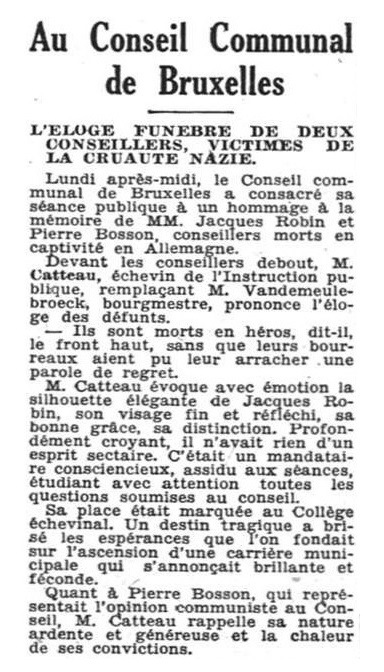 Au Conseil Communal
de Bruxelles
L'ELOGE FUNEBRE DE DEUX
CONSEILLERS, VICTIMES DE
LA CRUAUTE NAZIE.
Lundi après-midi, le Conseil com-
munal de Bruxelles a consacré sa
séance publique à un hommage à la
mémoire de MM. Jacques Robin et
Pierre Bosson, conseillers morts en
captivité en Allemagne.
Devant les conseillers debout, M.
Catteau, échevin de l'Instruction pu-
blique, remplaçant M. Vandemeule-
broeck, bourgmestre, prononce l'élo-
ge des défunts.
— Ils sont morts en héros, dit-il,
le front haut, sans que leurs bour-
reaux aient pu leur arracher une
parole de regret.
M. Catteau évoque avec émotion la
silhouette élégante de Jacques Ro-
bin, son visage fin et réfléchi, sa
bonne grâce, sa distinction. Profon-
dément croyant, il n'avait rien d'un
esprit sectaire. C'était un mandatai-
re consciencieux, assidu aux séances,
étudiant avec attention toutes les
questions soumises au conseil.
Sa place était marquée au Collège
échevinal. Un destin tragique a bri-
sé les espérances que l'on fondait
sur l'ascension d'une carrière muni-
cipale qui s'annonçait brillante et
féconde.
Quant à Pierre Bosson, qui repré-
sentait l'opinion communiste au Con-
seil, M. Catteau rappelle sa nature
ardente et généreuse et la chaleur
de ses convictions.